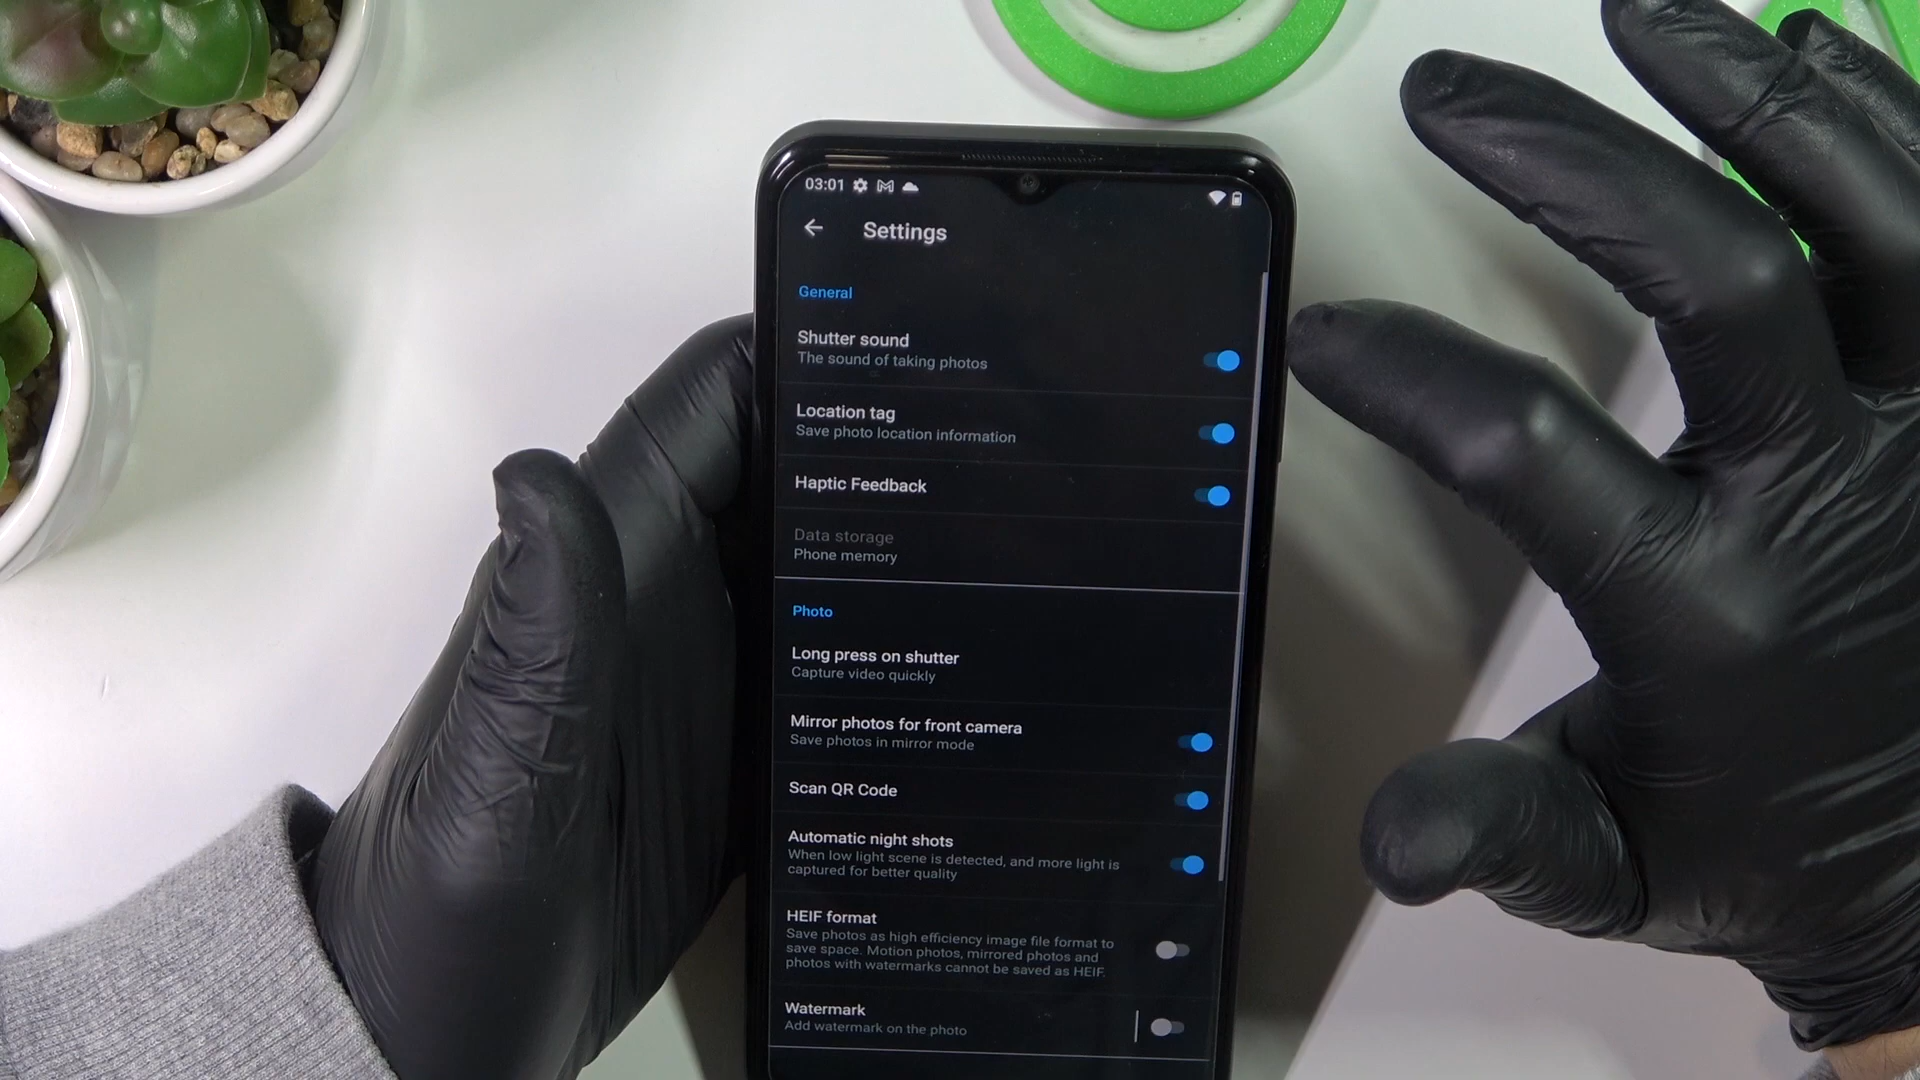 03:01
Settings
General
Shutter sound
The sound of taking photos
Location tag
Save photo location information
Haptic Feedback
Data storage
Phone memory
Photo
Long press on shutter
Capture video quickly
Mirror photos for front camera
Save photos in mirror mode
Scan QR Code
Automatic night shots
When low light scene is detected, and more light is
captured for better quality
HEIF format
Save photos as high efficiency image file format to
save space. Motion photos, mirrored photos and
photos with watermarks cannot be saved as HEIF.
Watermark
Add watermark on the photo